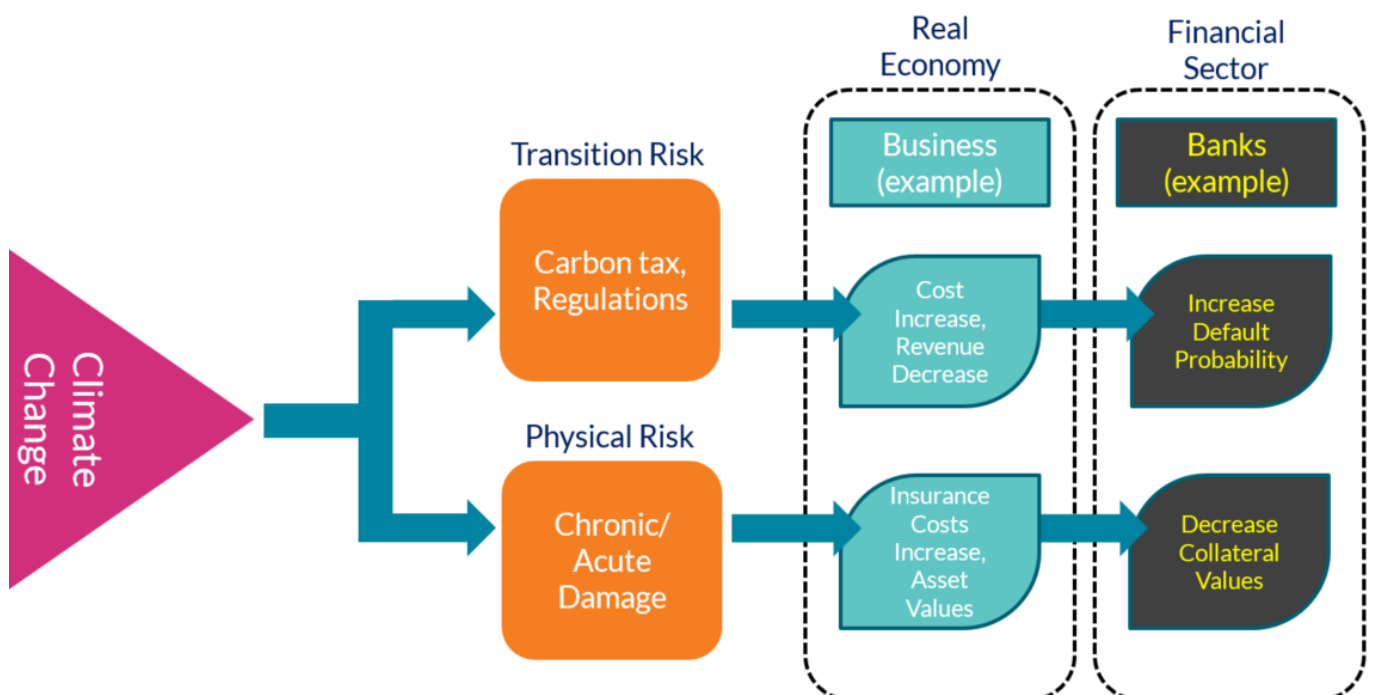 Real
Economy
Financial
Sector
Business
(example)
Banks
(example)
Transition Risk
Carbon tax,
Regulations
Cost
Increase,
Revenue
Decrease
Increase
Default
Probability
Climate
Change
Physical Risk
Chronic/
Acute
Damage
Insurance
Costs
Increase,
Asset
Values
Decrease
Collateral
Values